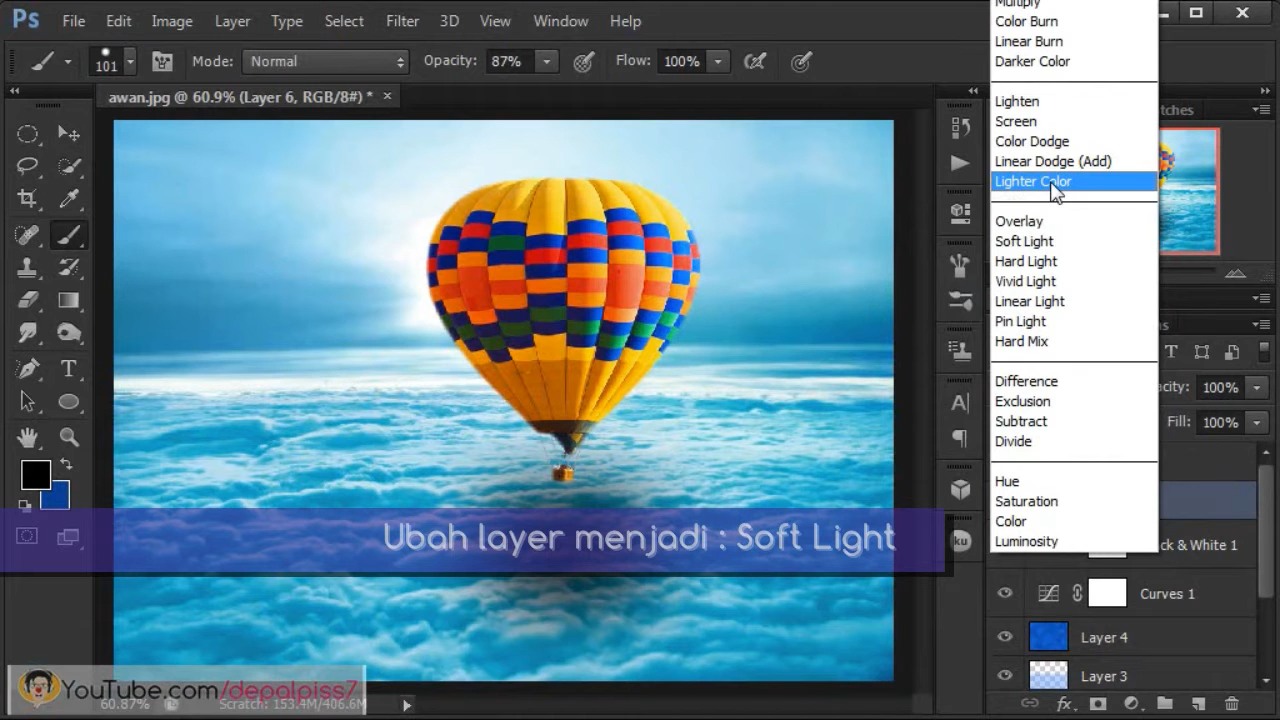 Ps File Edit Image Layer Type Select Filter 3D View Window Help
Multiply
Color Burn
Linear Burn
Darker Color
Lighten
Screen
Color Dodge
Linear Dodge (Add)
Lighter Color
Overlay
Soft Light
Hard Light
Vivid Light
Linear Light
Pin Light
Hard Mix
Difference
Exclusion
Subtract
Divide
Hue
Saturation
Color
Luminosity
101 Mode: Normal Opacity: 87% Flow: 100%
awan.jpg @ 60.9% (Layer 6, RGB/8#) * ×
tches
acity: 100%
Fill: 100%
ck & White 1
Curves 1
Layer 4
Layer 3
ku
Ubah layer menjadi : Soft Light
YouTube.com/depalpiss7
60.87% Scratch: 153.4M/406.6M